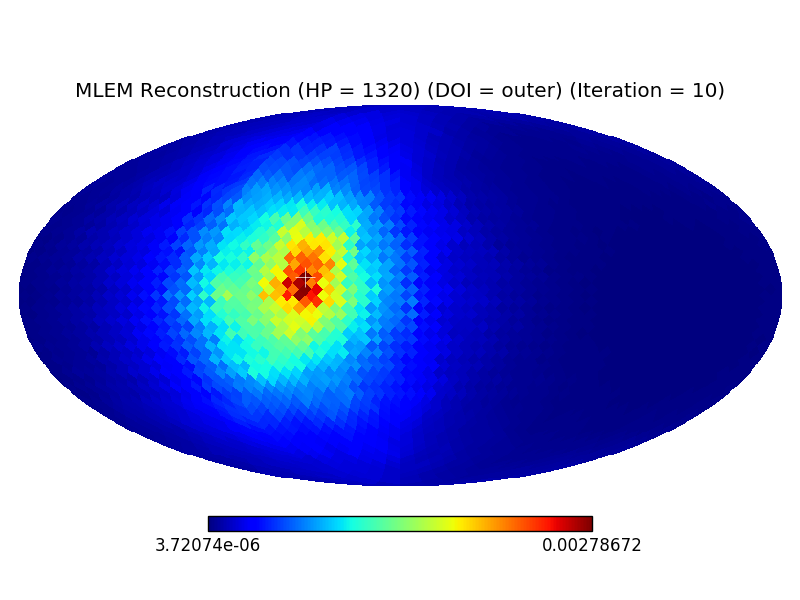 MLEM Reconstruction (HP = 1320) (DOI = outer) (Iteration = 10)
3.72074e-06 0.00278672